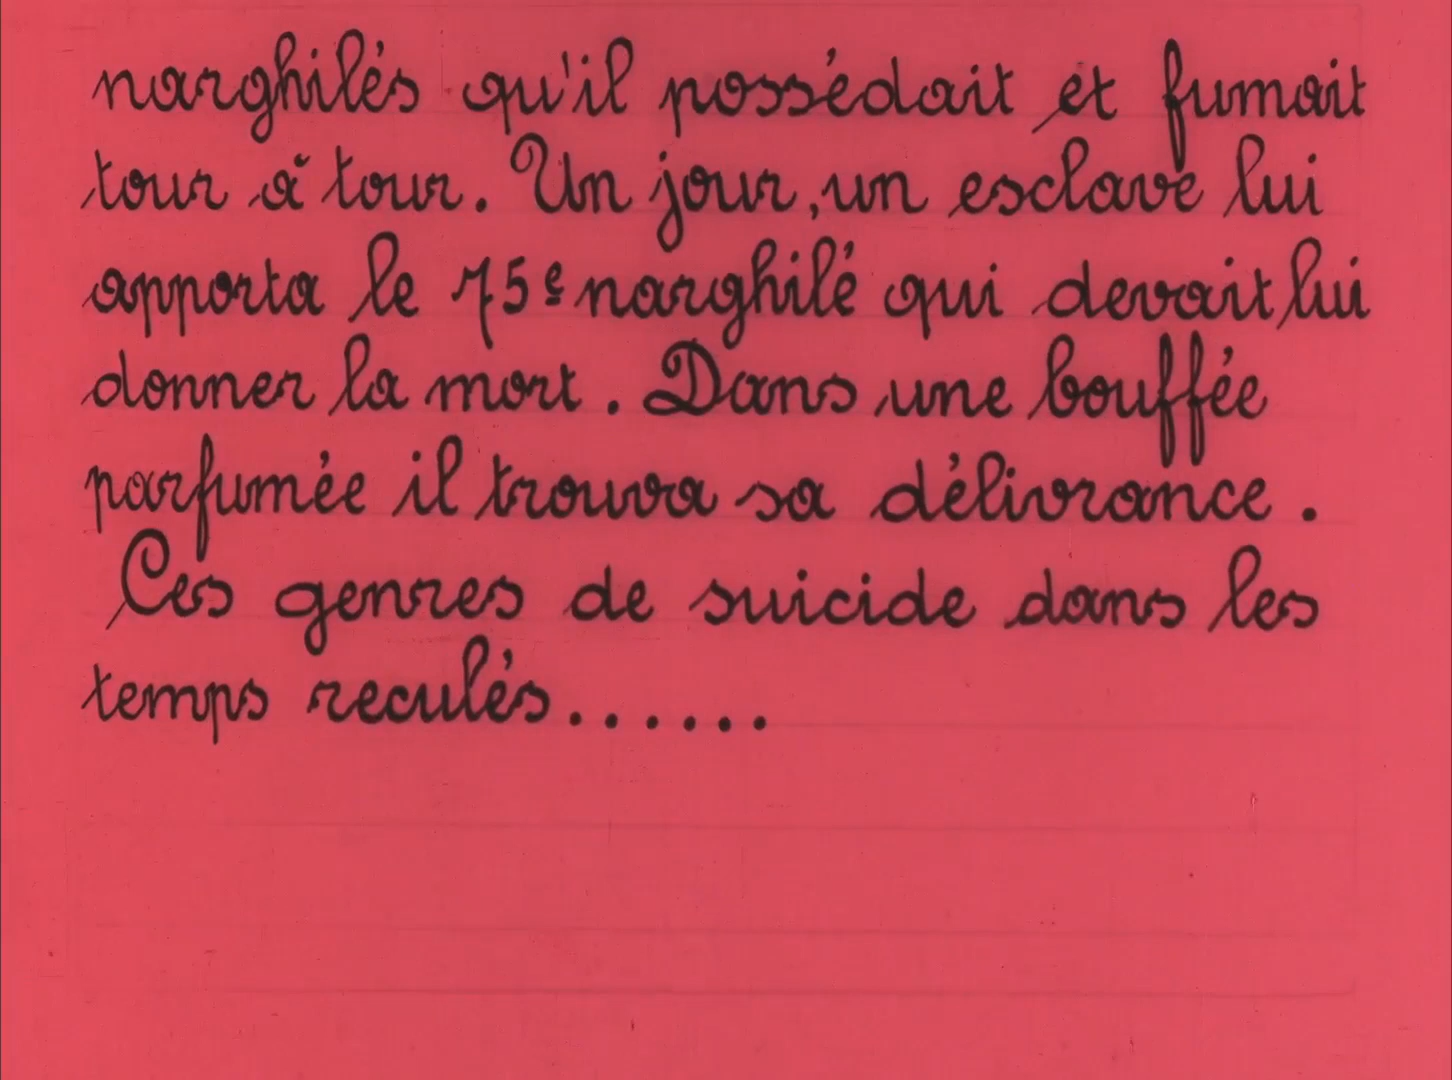 narghilés qu'il possédait et fumait
tour à tour. Un jour, un esclave lui
apporta le 75e narghilé qui devait lui
donner la mort. Dans une bouffée
parfumée il trouva sa délivrance.
Ces genres de suicide dans les
temps reculés......